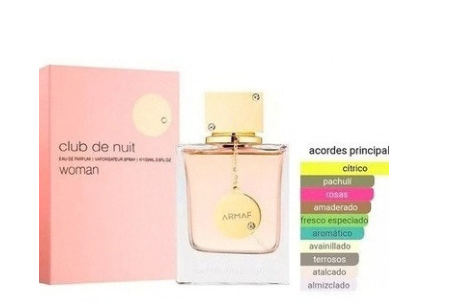 club de nuit
EAU DE PARFUM | VAPORISATEUR SPRAY
woman
ARMAF
acordes principal
cítrico
pachulí
rosas
amaderado
fresco especiado
aromático
avainillado
terrosos
atalcado
almizclado